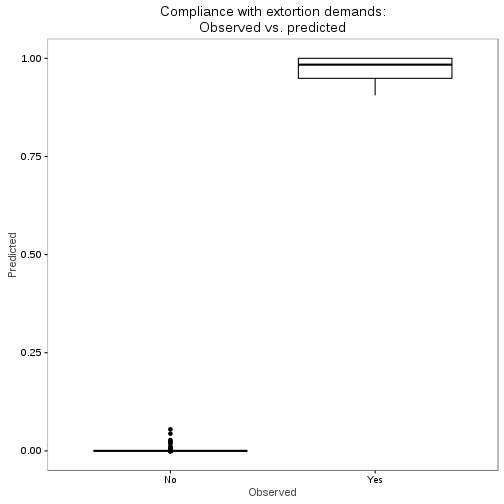 Compliance with extortion demands:
Observed vs. predicted
1.00
0.75
0.50
0.25
0.00
Predicted
No
Yes
Observed